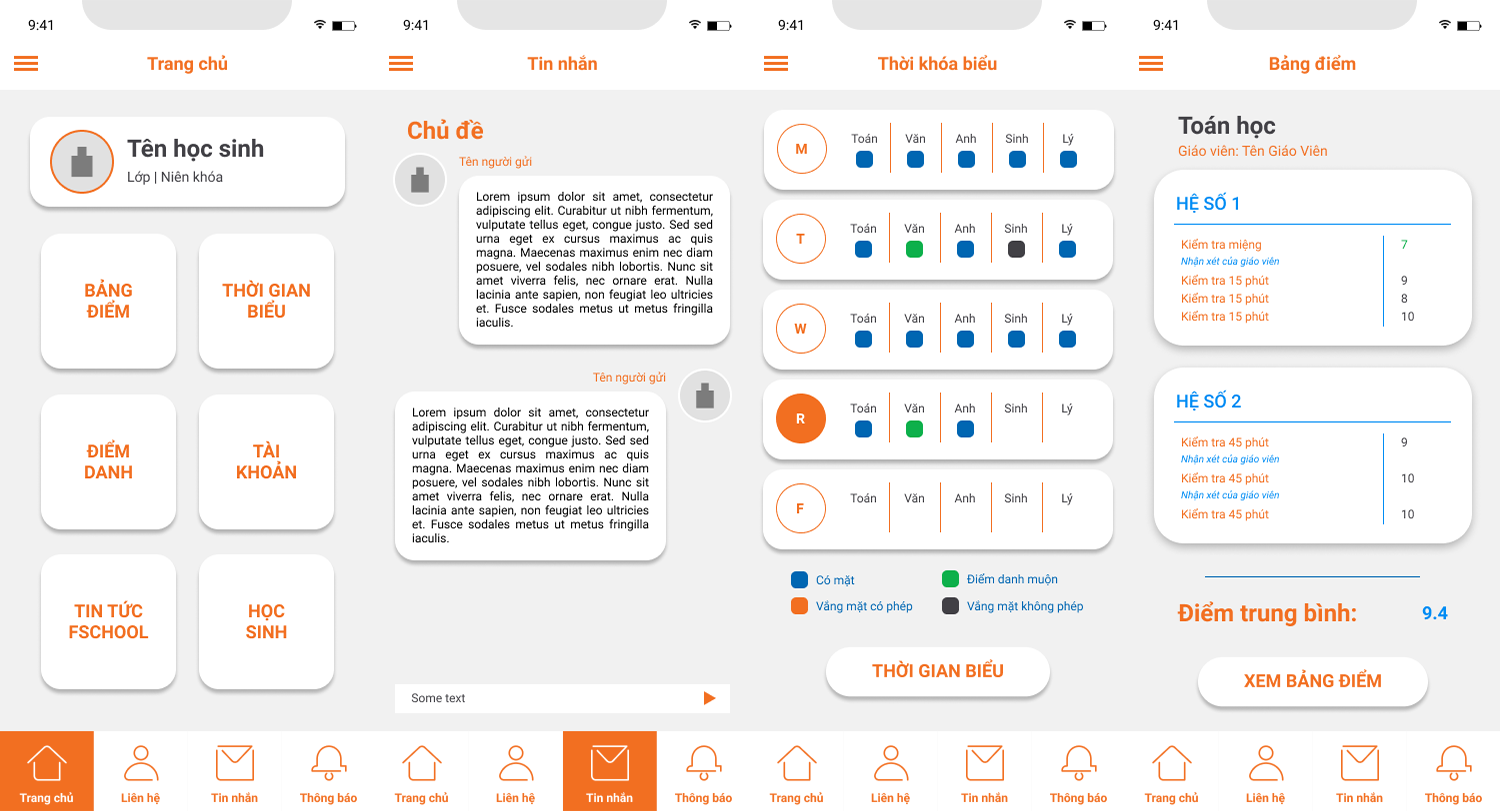 9:41
Trang chủ
Tên học sinh
Lớp | Niên khóa
BẢNG
ĐIỂM
THỜI GIAN
BIỂU
ĐIỂM
DANH
TÀI
KHOẢN
TIN TỨC
FSCHOOL
HỌC
SINH
Trang chủ
Liên hệ
Tin nhắn
Thông báo
9:41
Tin nhắn
Chủ đề
Tên người gửi
Lorem ipsum dolor sit amet, consectetur
adipiscing elit. Curabitur ut nibh fermentum,
vulputate tellus eget, congue justo. Sed sed
urna eget ex cursus maximus ac quis
magna. Maecenas maximus enim nec diam
posuere, vel sodales nibh lobortis. Nunc sit
amet viverra felis, nec ornare erat. Nulla
lacinia ante sapien, non feugiat leo ultricies
et. Fusce sodales metus ut metus fringilla
iaculis.
Tên người gửi
Lorem ipsum dolor sit amet, consectetur
adipiscing elit. Curabitur ut nibh fermentum,
vulputate tellus eget, congue justo. Sed sed
urna eget ex cursus maximus ac quis
magna. Maecenas maximus enim nec diam
posuere, vel sodales nibh lobortis. Nunc sit
amet viverra felis, nec ornare erat. Nulla
lacinia ante sapien, non feugiat leo ultricies
et. Fusce sodales metus ut metus fringilla
iaculis.
Some text
Trang chủ
Liên hệ
Tin nhắn
Thông báo
9:41
Thời khóa biểu
M Toán Văn Anh Sinh Lý
T Toán Văn Anh Sinh Lý
W Toán Văn Anh Sinh Lý
R Toán Văn Anh Sinh Lý
F Toán Văn Anh Sinh Lý
Có mặt
Điểm danh muộn
Vắng mặt có phép
Vắng mặt không phép
THỜI GIAN BIỂU
Trang chủ
Liên hệ
Tin nhắn
Thông báo
9:41
Bảng điểm
Toán học
Giáo viên: Tên Giáo Viên
HỆ SỐ 1
Kiểm tra miệng 7
Nhận xét của giáo viên
Kiểm tra 15 phút 9
Kiểm tra 15 phút 8
Kiểm tra 15 phút 10
HỆ SỐ 2
Kiểm tra 45 phút 9
Nhận xét của giáo viên
Kiểm tra 45 phút 10
Nhận xét của giáo viên
Kiểm tra 45 phút 10
Điểm trung bình: 9.4
XEM BẢNG ĐIỂM
Trang chủ
Liên hệ
Tin nhắn
Thông báo